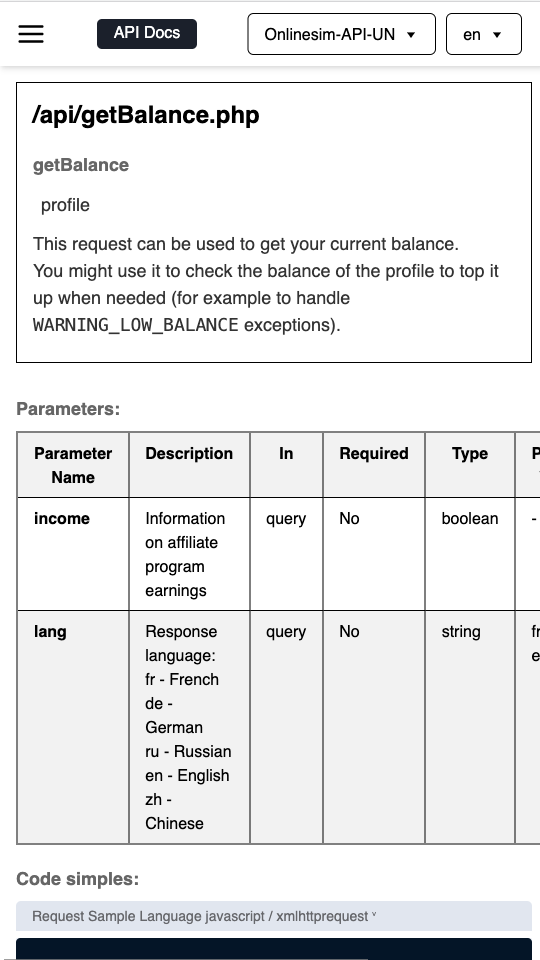 API Docs
Onlinesim-API-UN ▼
en ▼
/api/getBalance.php
getBalance
profile
This request can be used to get your current balance.
You might use it to check the balance of the profile to top it
up when needed (for example to handle
WARNING_LOW_BALANCE exceptions).
Parameters:
Parameter Name Description In Required Type
income Information on affiliate program earnings query No boolean -
lang Response language: query No string
fr - French
de - German
ru - Russian
en - English
zh - Chinese
Code simples:
Request Sample Language javascript / xmlhttprequest ˅